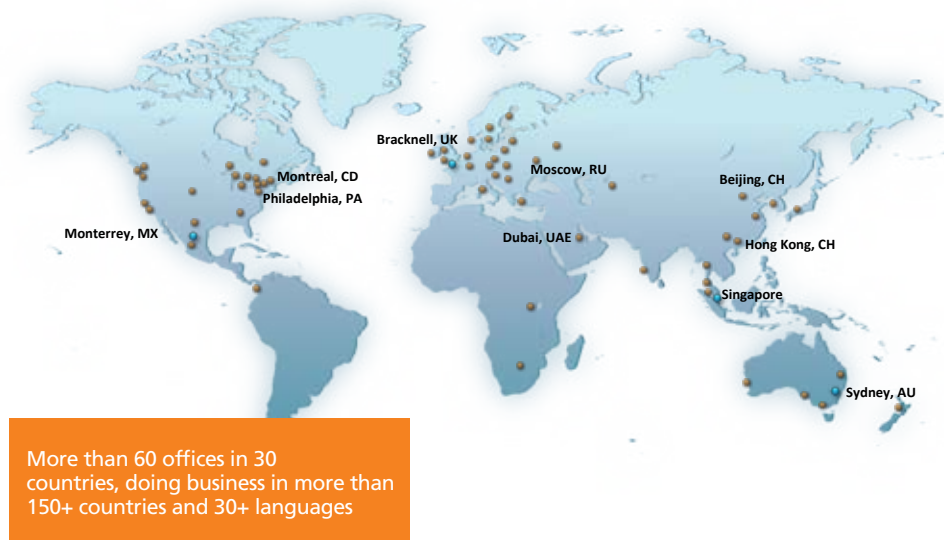 Bracknell, UK
Montreal, CD
Moscow, RU
Beijing, CH
Philadelphia, PA
Monterrey, MX
Dubai, UAE
Hong Kong, CH
Singapore
Sydney, AU
More than 60 offices in 30
countries, doing business in more than
150+ countries and 30+ languages